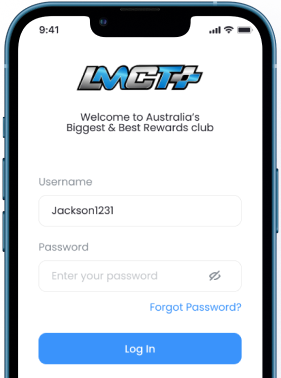 9:41
LMCT+
Welcome to Australia's
Biggest & Best Rewards club
Username
Jackson1231
Password
Enter your password
Forgot Password?
Log In